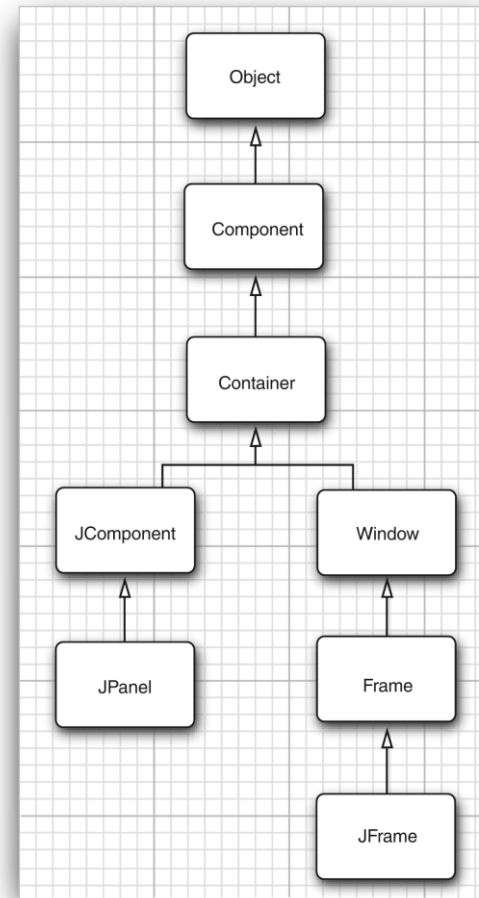 Object
Component
Container
JComponent
Window
JPanel
Frame
JFrame